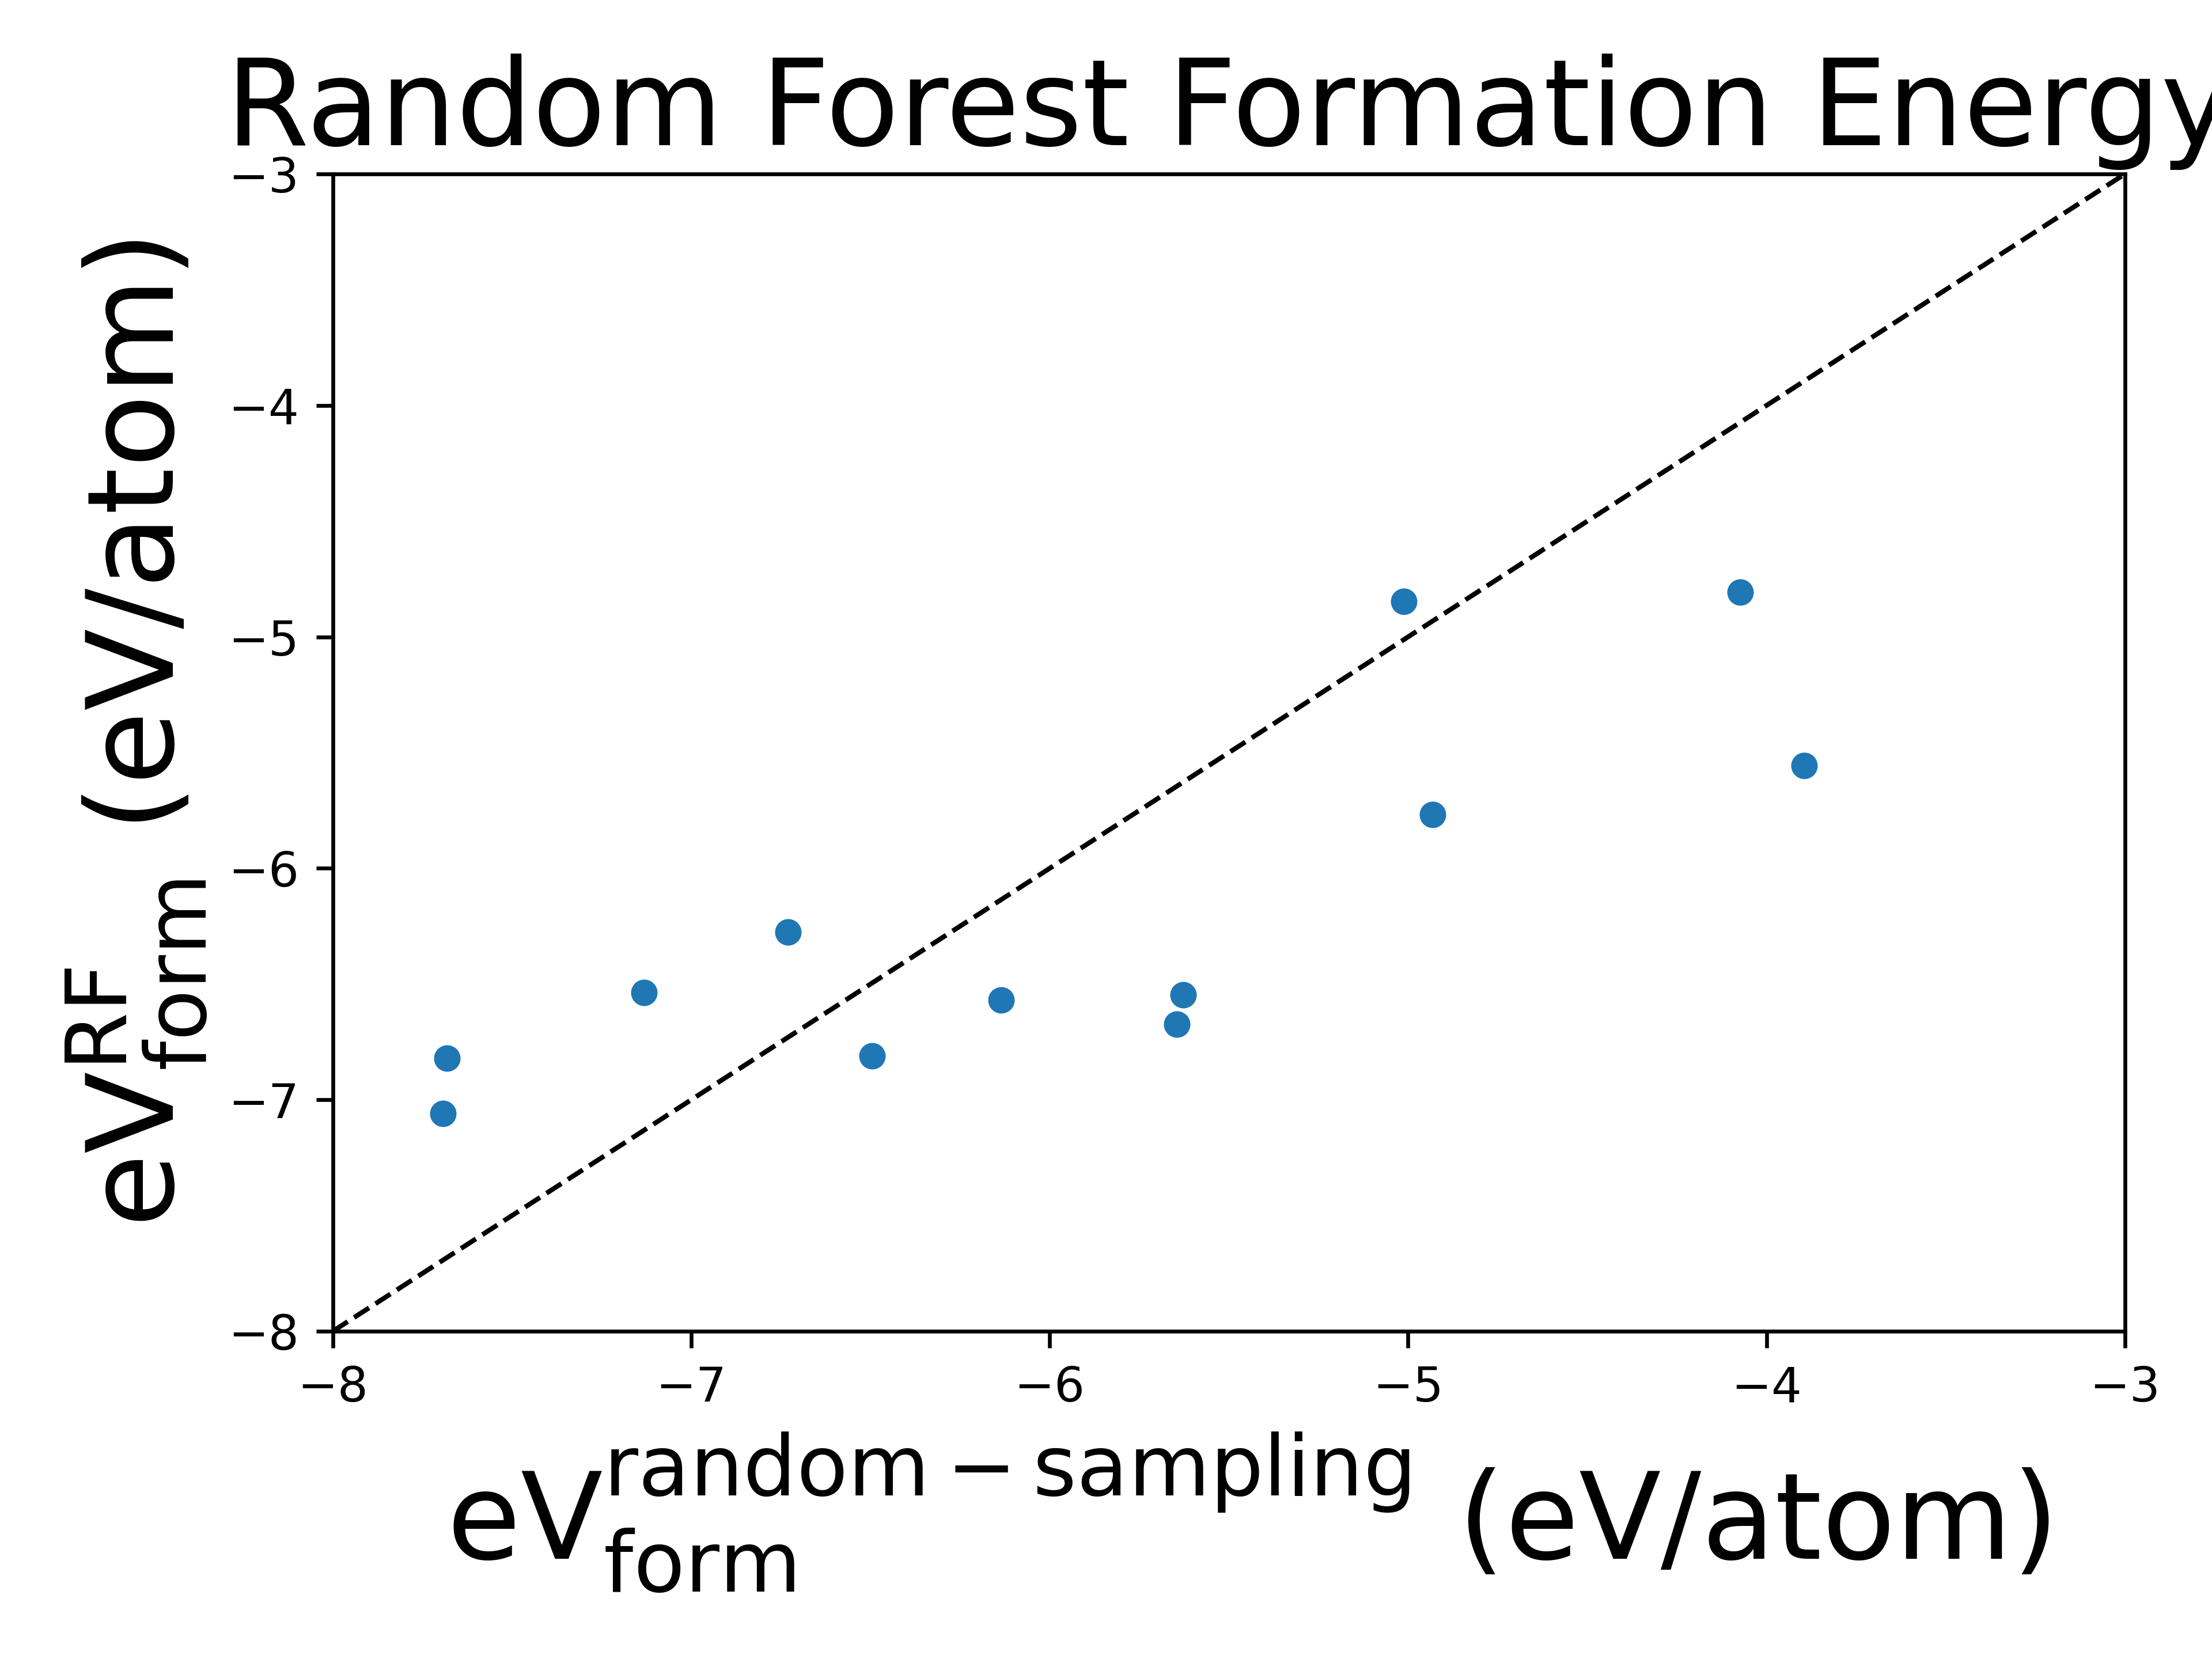 Random Forest Formation Energy
−3
−4
−5
−6
−7
−8
eV^RF_form (eV/atom)
−8 −7 −6 −5 −4 −3
eV^random − sampling_form (eV/atom)